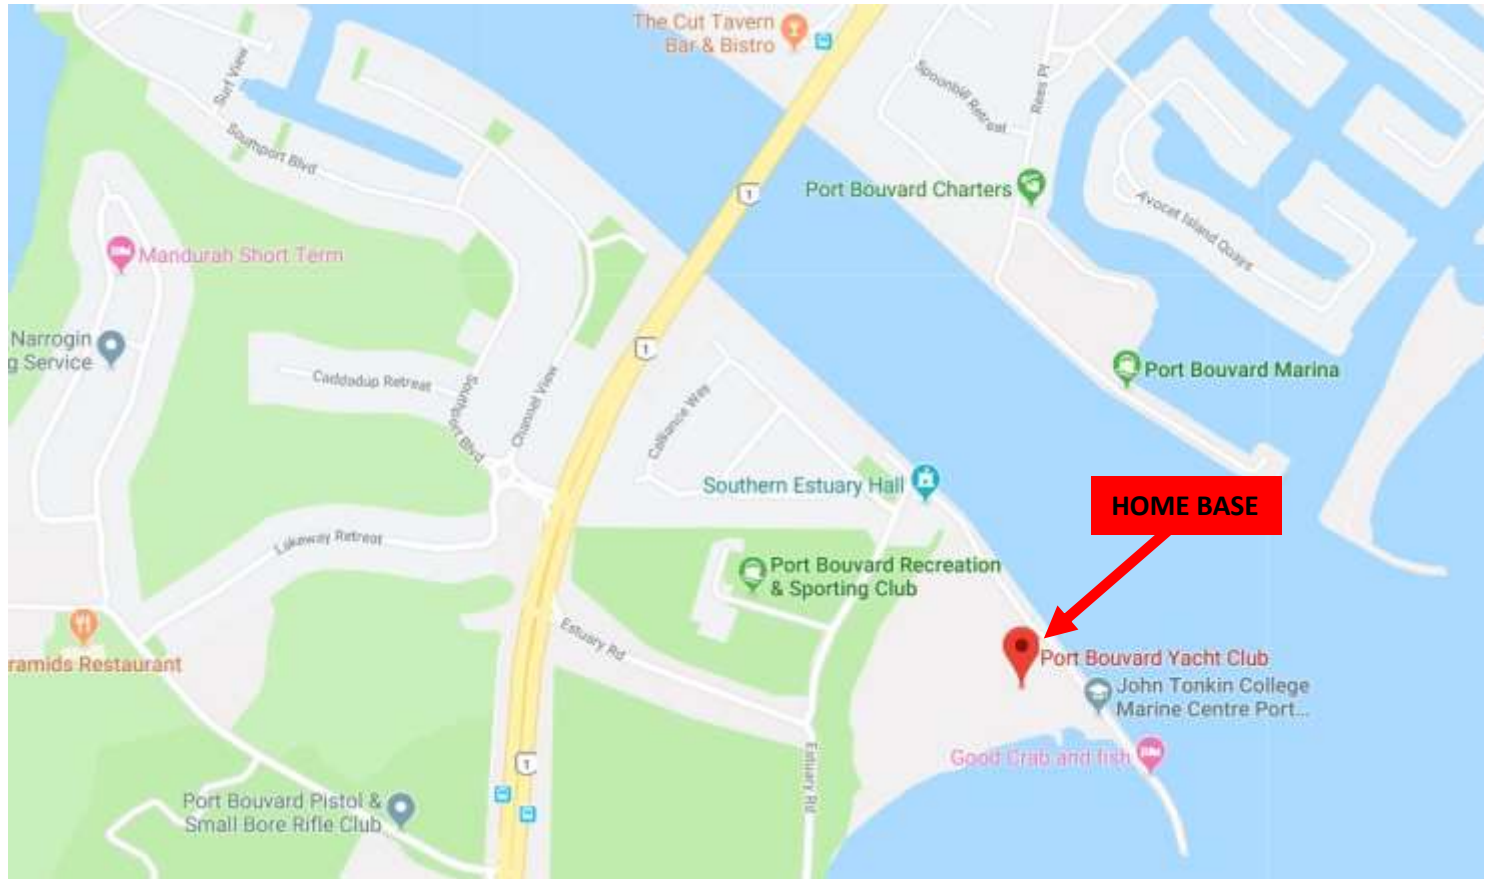 The Cut Tavern
Bar & Bistro
Surf View
Southport Blvd
Spoonbill Retreat
Rees Pl
1
Port Bouvard Charters
Avocet Island Quays
Mandurah Short Term
Narrogin
g Service
1
Caddadup Retreat
Southport Blvd
Channel View
Calliance Way
Port Bouvard Marina
Southern Estuary Hall
HOME BASE
Lakeway Retreat
Port Bouvard Recreation
& Sporting Club
Estuary Rd
ramids Restaurant
Port Bouvard Yacht Club
John Tonkin College
Marine Centre Port...
Good Crab and fish
Estuary Rd
1
Port Bouvard Pistol &
Small Bore Rifle Club